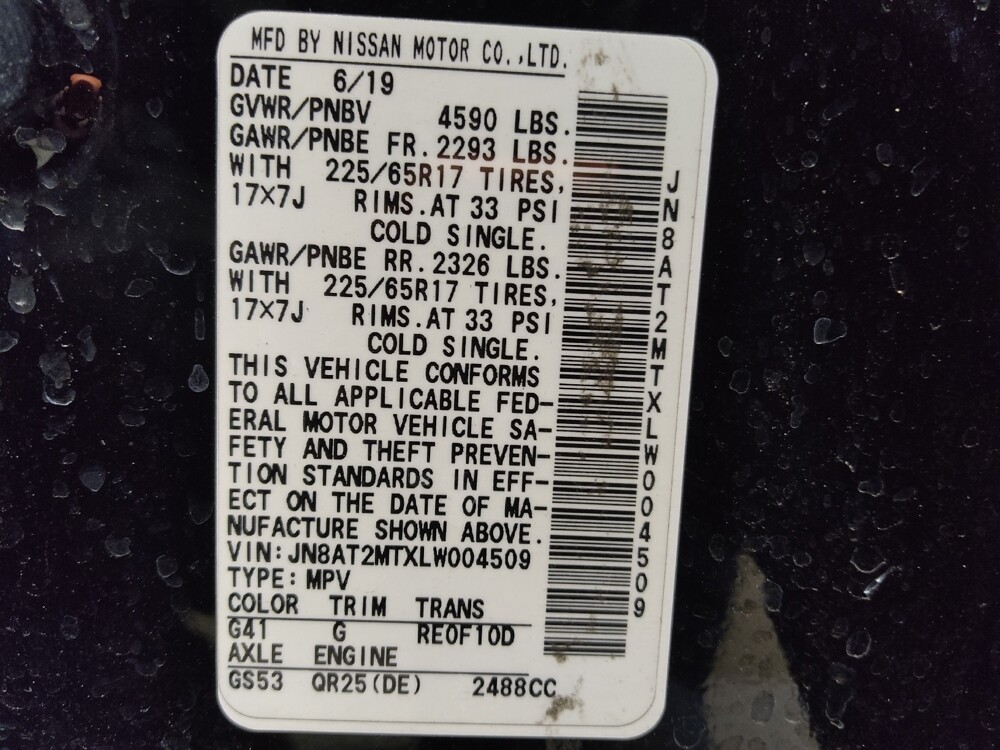 MFD BY NISSAN MOTOR CO.,LTD.
DATE 6/19
GVWR/PNBV 4590 LBS.
GAWR/PNBE FR.2293 LBS.
WITH 225/65R17 TIRES,
17×7J RIMS.AT 33 PSI
COLD SINGLE.
GAWR/PNBE RR.2326 LBS.
WITH 225/65R17 TIRES,
17×7J RIMS.AT 33 PSI
COLD SINGLE.
THIS VEHICLE CONFORMS
TO ALL APPLICABLE FED-
ERAL MOTOR VEHICLE SA-
FETY AND THEFT PREVEN-
TION STANDARDS IN EFF-
ECT ON THE DATE OF MA-
NUFACTURE SHOWN ABOVE.
VIN:JN8AT2MTXLW004509
TYPE:MPV
COLOR TRIM TRANS
G41 G RE0F10D
AXLE ENGINE
GS53 QR25(DE) 2488CC
JN8AT2MTXLW004509